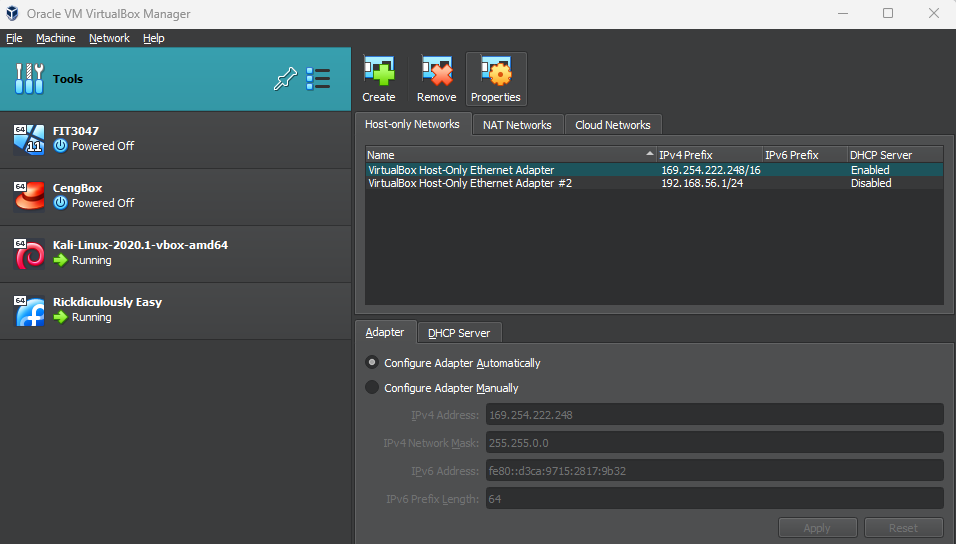 Oracle VM VirtualBox Manager
File Machine Network Help
Tools
64
11
FIT3047
Powered Off
64
CengBox
Powered Off
64
Kali-Linux-2020.1-vbox-amd64
Running
64
Rickdiculously Easy
Running
Create Remove Properties
Host-only Networks NAT Networks Cloud Networks
Name IPv4 Prefix IPv6 Prefix DHCP Server
VirtualBox Host-Only Ethernet Adapter 169.254.222.248/16 Enabled
VirtualBox Host-Only Ethernet Adapter #2 192.168.56.1/24 Disabled
Adapter DHCP Server
Configure Adapter Automatically
Configure Adapter Manually
IPv4 Address: 169.254.222.248
IPv4 Network Mask: 255.255.0.0
IPv6 Address: fe80::d3ca:9715:2817:9b32
IPv6 Prefix Length: 64
Apply Reset